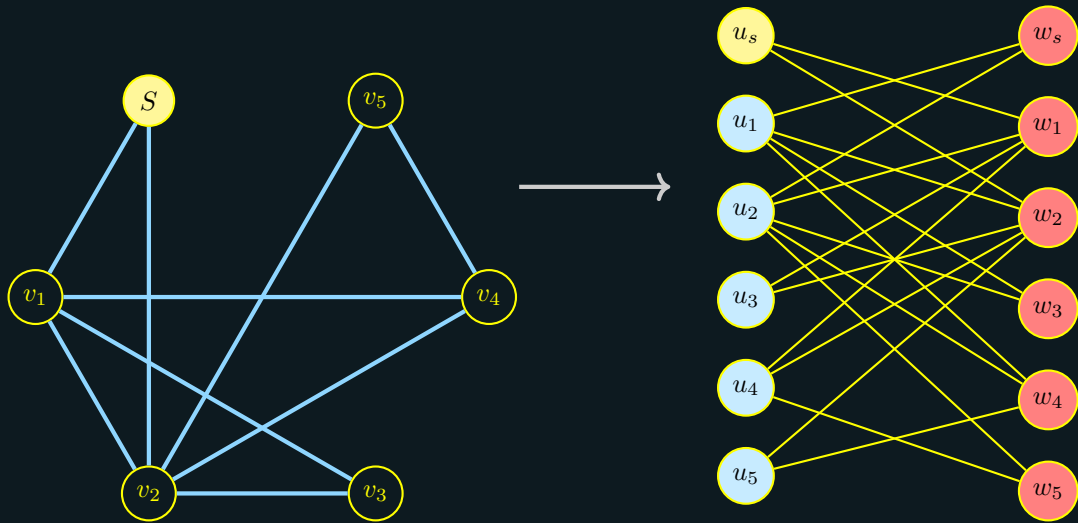 S
v₅
v₁
v₄
v₂
v₃
uₛ
u₁
u₂
u₃
u₄
u₅
wₛ
w₁
w₂
w₃
w₄
w₅